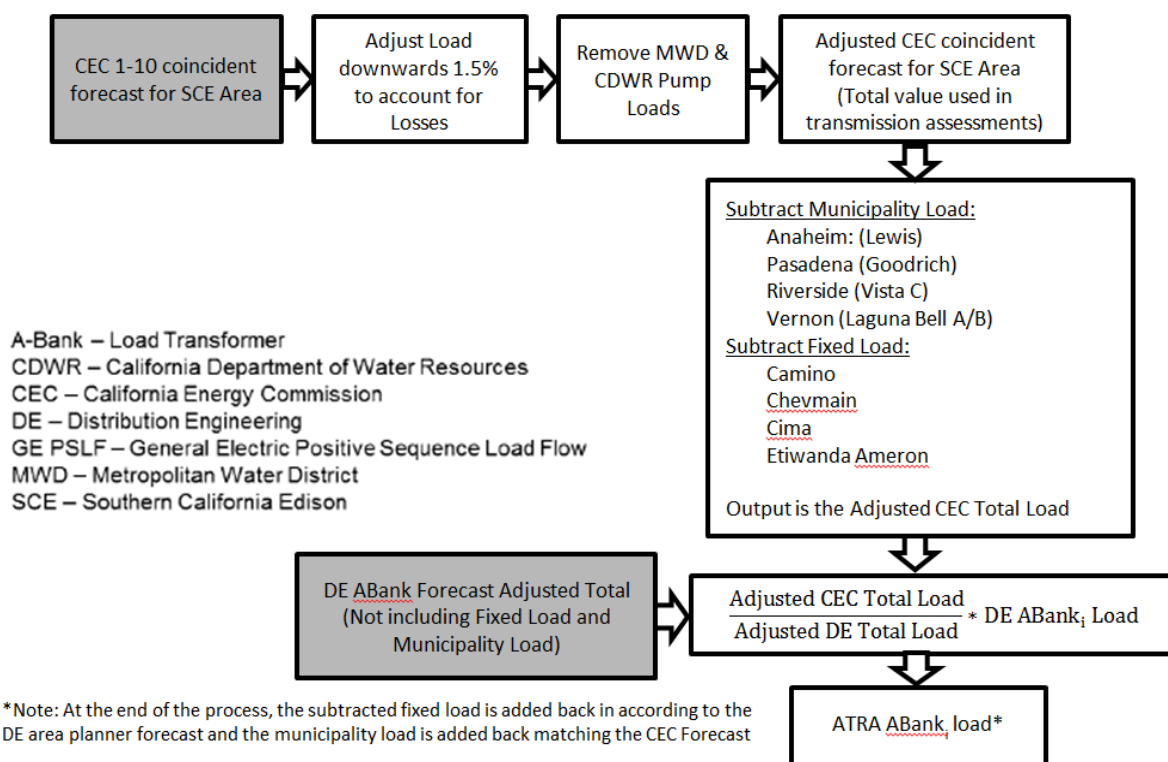 CEC 1-10 coincident
forecast for SCE Area
Adjust Load
downwards 1.5%
to account for
Losses
Remove MWD &
CDWR Pump
Loads
Adjusted CEC coincident
forecast for SCE Area
(Total value used in
transmission assessments)
Subtract Municipality Load:
Anaheim: (Lewis)
Pasadena (Goodrich)
Riverside (Vista C)
Vernon (Laguna Bell A/B)
Subtract Fixed Load:
Camino
Chevmain
Cima
Etiwanda Ameron
Output is the Adjusted CEC Total Load
A-Bank – Load Transformer
CDWR – California Department of Water Resources
CEC – California Energy Commission
DE – Distribution Engineering
GE PSLF – General Electric Positive Sequence Load Flow
MWD – Metropolitan Water District
SCE – Southern California Edison
DE ABank Forecast Adjusted Total
(Not including Fixed Load and
Municipality Load)
Adjusted CEC Total Load
Adjusted DE Total Load
* DE ABankᵢ Load
ATRA ABankᵢ load*
*Note: At the end of the process, the subtracted fixed load is added back in according to the
DE area planner forecast and the municipality load is added back matching the CEC Forecast